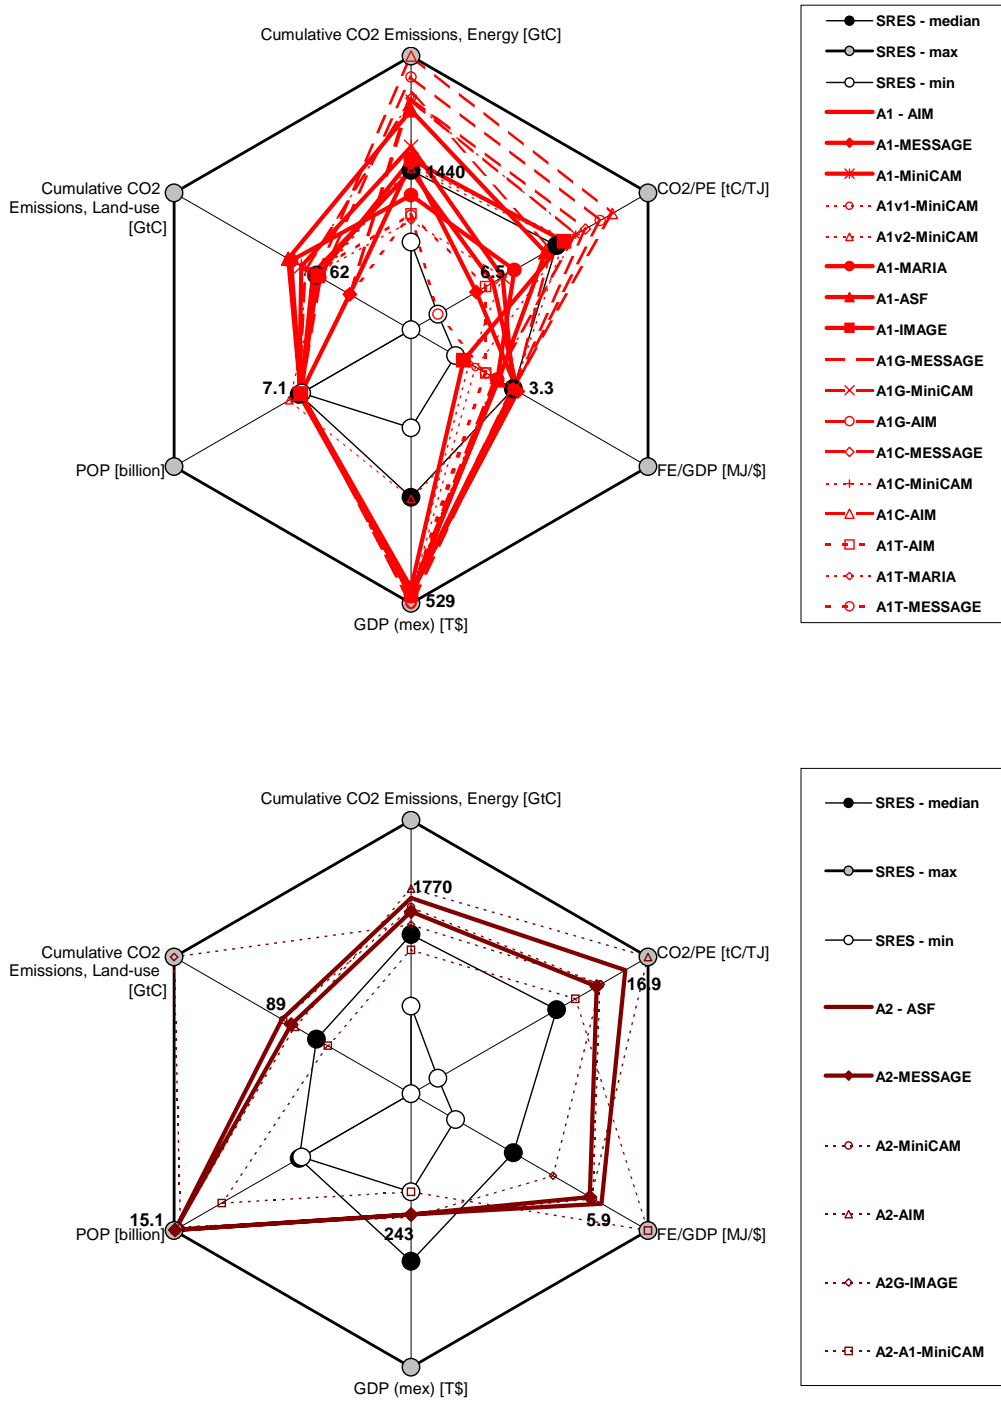 Cumulative CO2 Emissions, Energy [GtC]
1440
CO2/PE [tC/TJ]
Cumulative CO2
Emissions, Land-use
[GtC]
62
6.5
7.1
3.3
POP [billion]
FE/GDP [MJ/$]
529
GDP (mex) [T$]
SRES - median
SRES - max
SRES - min
A1 - AIM
A1-MESSAGE
A1-MiniCAM
A1v1-MiniCAM
A1v2-MiniCAM
A1-MARIA
A1-ASF
A1-IMAGE
A1G-MESSAGE
A1G-MiniCAM
A1G-AIM
A1C-MESSAGE
A1C-MiniCAM
A1C-AIM
A1T-AIM
A1T-MARIA
A1T-MESSAGE
Cumulative CO2 Emissions, Energy [GtC]
1770
CO2/PE [tC/TJ]
Cumulative CO2
Emissions, Land-use
[GtC]
16.9
89
15.1
5.9
POP [billion]
243
FE/GDP [MJ/$]
GDP (mex) [T$]
SRES - median
SRES - max
SRES - min
A2 - ASF
A2-MESSAGE
A2-MiniCAM
A2-AIM
A2G-IMAGE
A2-A1-MiniCAM